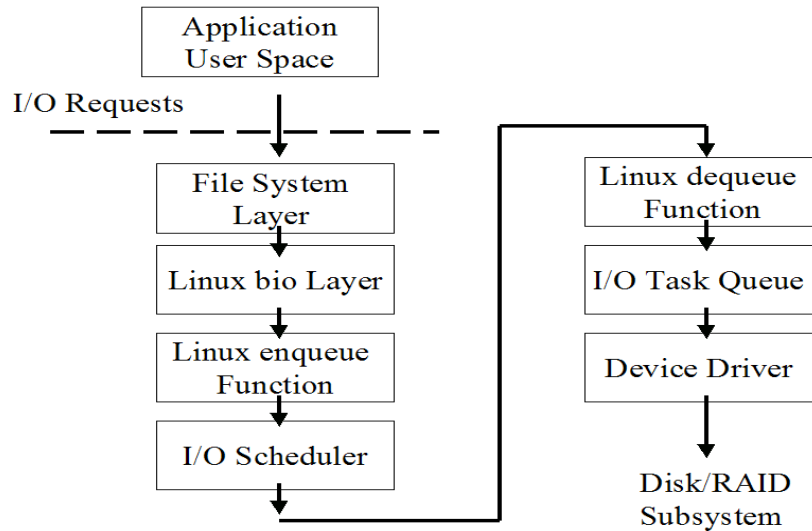 Application
User Space
I/O Requests
File System
Layer
Linux bio Layer
Linux enqueue
Function
I/O Scheduler
Linux dequeue
Function
I/O Task Queue
Device Driver
Disk/RAID
Subsystem